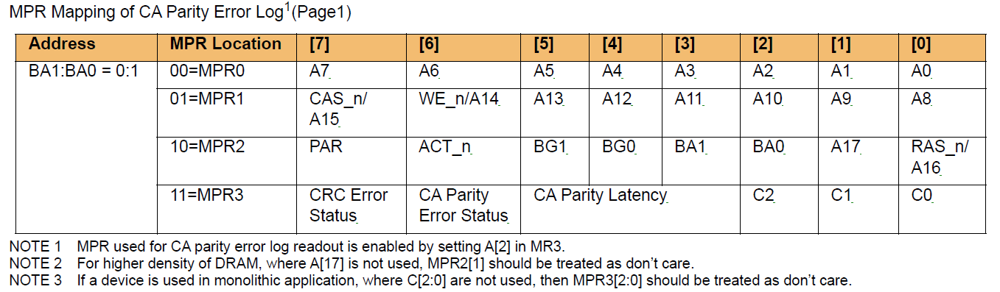 MPR Mapping of CA Parity Error Log1(Page1)
Address MPR Location [7] [6] [5] [4] [3] [2] [1] [0]
BA1:BA0 = 0:1 00=MPR0 A7 A6 A5 A4 A3 A2 A1 A0
01=MPR1 CAS_n/ WE_n/A14 A13 A12 A11 A10 A9 A8
A15
10=MPR2 PAR ACT_n BG1 BG0 BA1 BA0 A17 RAS_n/
A16
11=MPR3 CRC Error CA Parity CA Parity Latency C2 C1 C0
Status Error Status
NOTE 1 MPR used for CA parity error log readout is enabled by setting A[2] in MR3.
NOTE 2 For higher density of DRAM, where A[17] is not used, MPR2[1] should be treated as don’t care.
NOTE 3 If a device is used in monolithic application, where C[2:0] are not used, then MPR3[2:0] should be treated as don’t care.